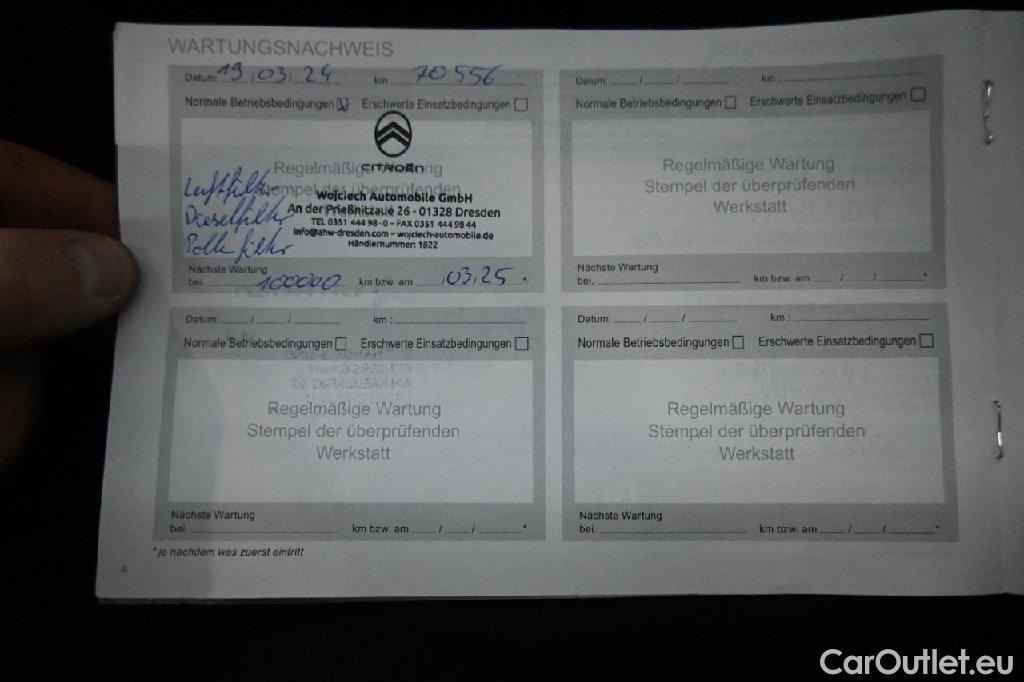 WARTUNGSNACHWEIS
Datum: 19.03.24 km: 70556
Normale Betriebsbedingungen Erschwerte Einsatzbedingungen
CITROËN
Regelmäßige Wartung
Stempel der überprüfenden
Luftfilter
Dieselfilter
Pollenfilter
Wojciech Automobile GmbH
An der Prießnitzaue 26 - 01328 Dresden
TEL 0351 444 98-0 - FAX 0351 444 98 44
info@ahw-dresden.com - wojciech-automobile.de
Händlernummer: 1822
Nächste Wartung
bei 100000 km bzw. am 03.25 *
Datum: / / km:
Normale Betriebsbedingungen Erschwerte Einsatzbedingungen
Regelmäßige Wartung
Stempel der überprüfenden
Werkstatt
Nächste Wartung
bei. km bzw. am / / *
Datum: / / km :
Normale Betriebsbedingungen Erschwerte Einsatzbedingungen
Regelmäßige Wartung
Stempel der überprüfenden
Werkstatt
Nächste Wartung
bei km bzw. am / / *
Datum: / / km :
Normale Betriebsbedingungen Erschwerte Einsatzbedingungen
Regelmäßige Wartung
Stempel der überprüfenden
Werkstatt
Nächste Wartung
bei. km bzw. am / / *
* je nachdem was zuerst eintritt
4
CarOutlet.eu